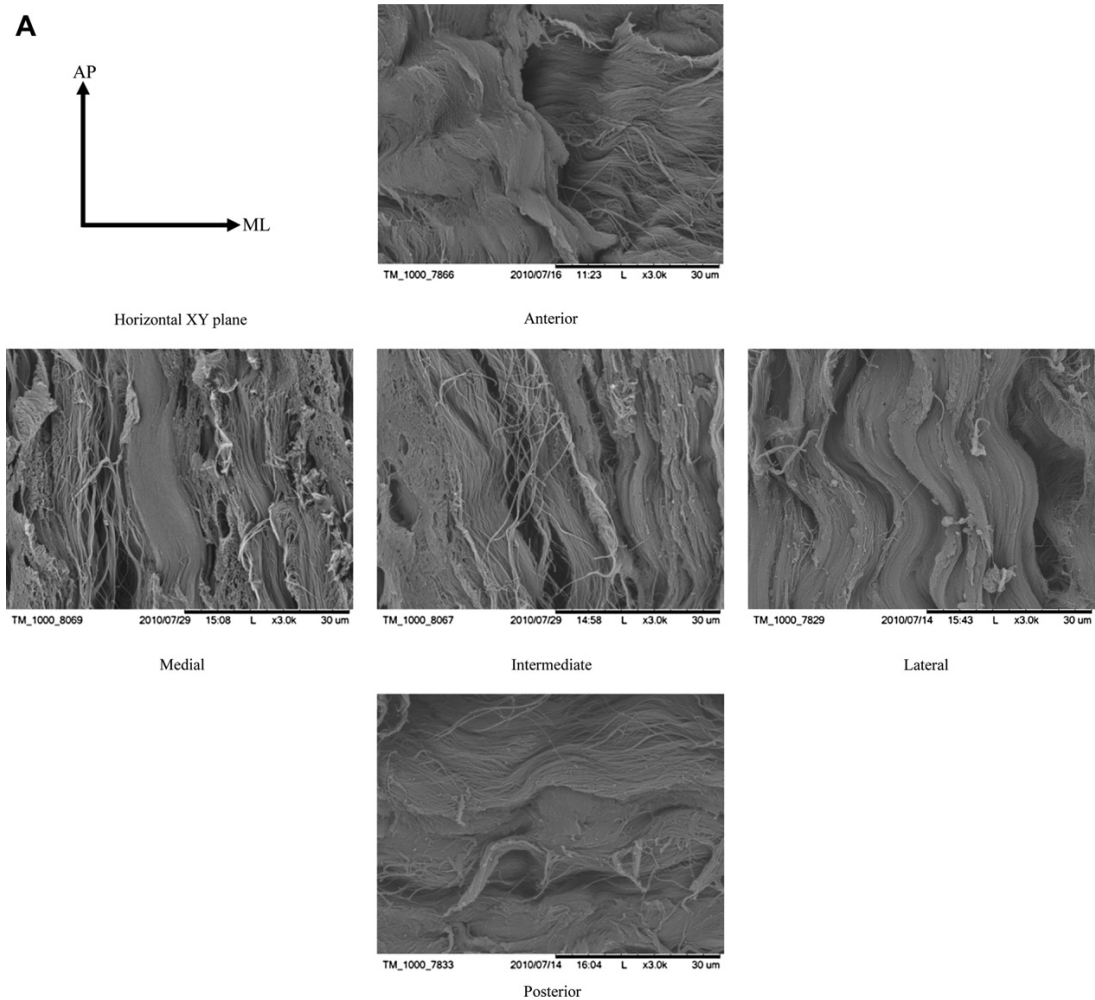 A
AP
ML
TM_1000_7866 2010/07/16 11:23 L x3.0k 30 um
Horizontal XY plane
Anterior
TM_1000_8069 2010/07/29 15:08 L x3.0k 30 um
TM_1000_8067 2010/07/29 14:58 L x3.0k 30 um
TM_1000_7829 2010/07/14 15:43 L x3.0k 30 um
Medial
Intermediate
Lateral
TM_1000_7833 2010/07/14 16:04 L x3.0k 30 um
Posterior